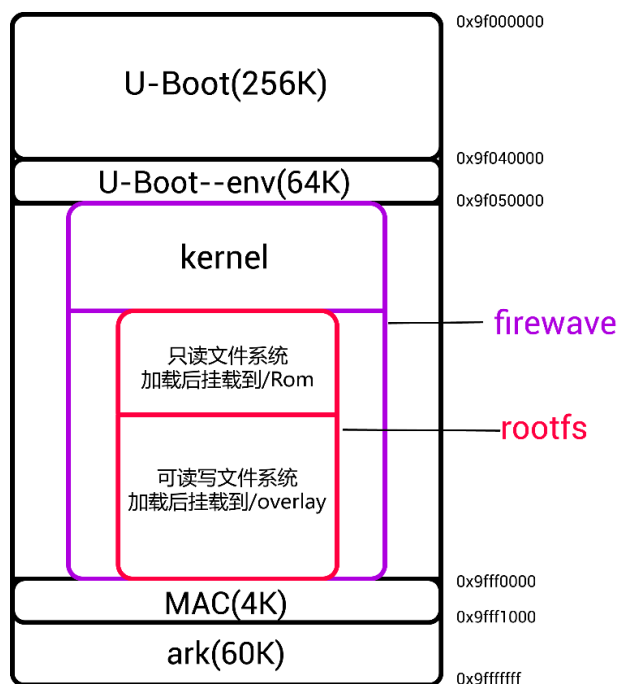 0x9f000000
U-Boot(256K)
0x9f040000
U-Boot--env(64K)
0x9f050000
kernel
firewave
只读文件系统
加载后挂载到/Rom
rootfs
可读写文件系统
加载后挂载到/overlay
0x9fff0000
MAC(4K)
0x9fff1000
ark(60K)
0x9fffffff